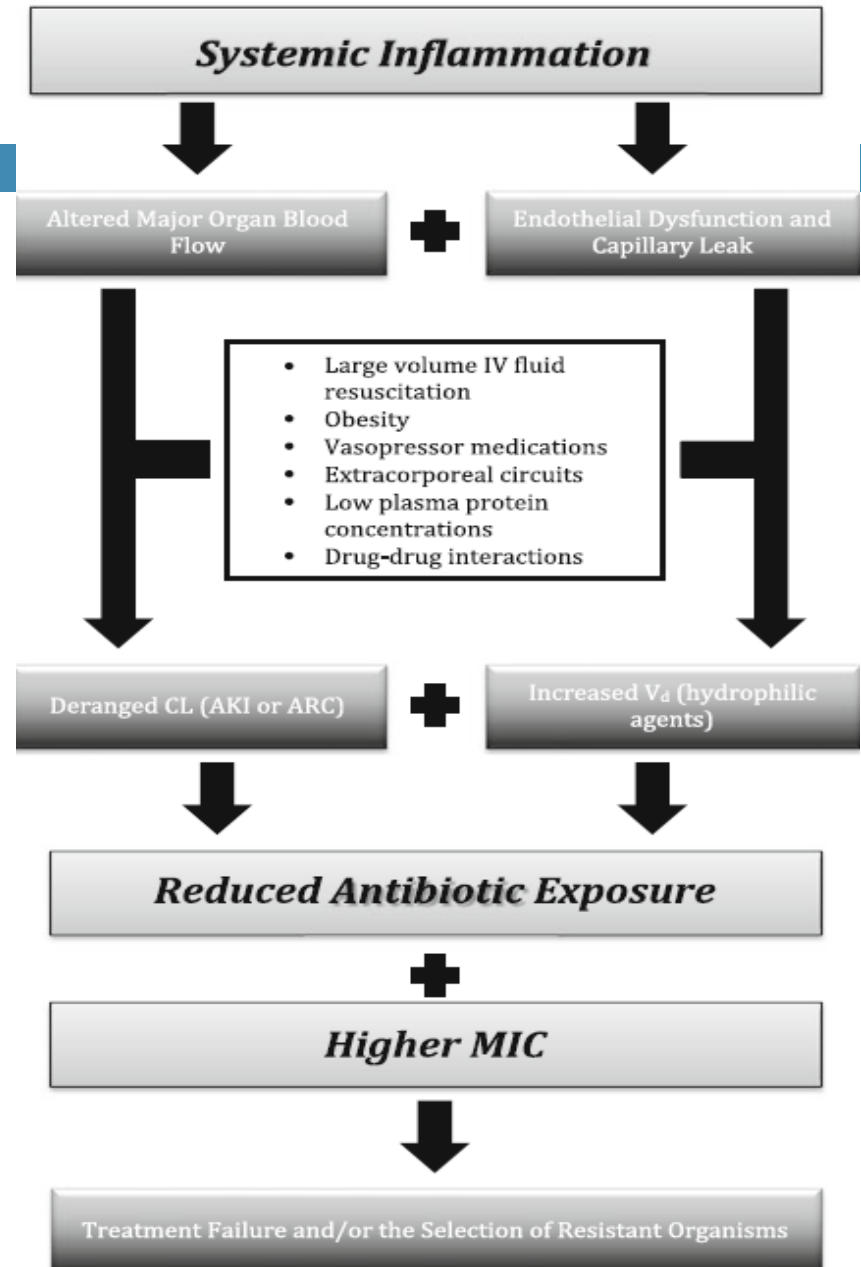 Systemic Inflammation
Altered Major Organ Blood
Flow
Endothelial Dysfunction and
Capillary Leak
• Large volume IV fluid
resuscitation
• Obesity
• Vasopressor medications
• Extracorporeal circuits
• Low plasma protein
concentrations
• Drug-drug interactions
Deranged CL (AKI or ARC)
Increased Vd (hydrophilic
agents)
Reduced Antibiotic Exposure
Higher MIC
Treatment Failure and/or the Selection of Resistant Organisms